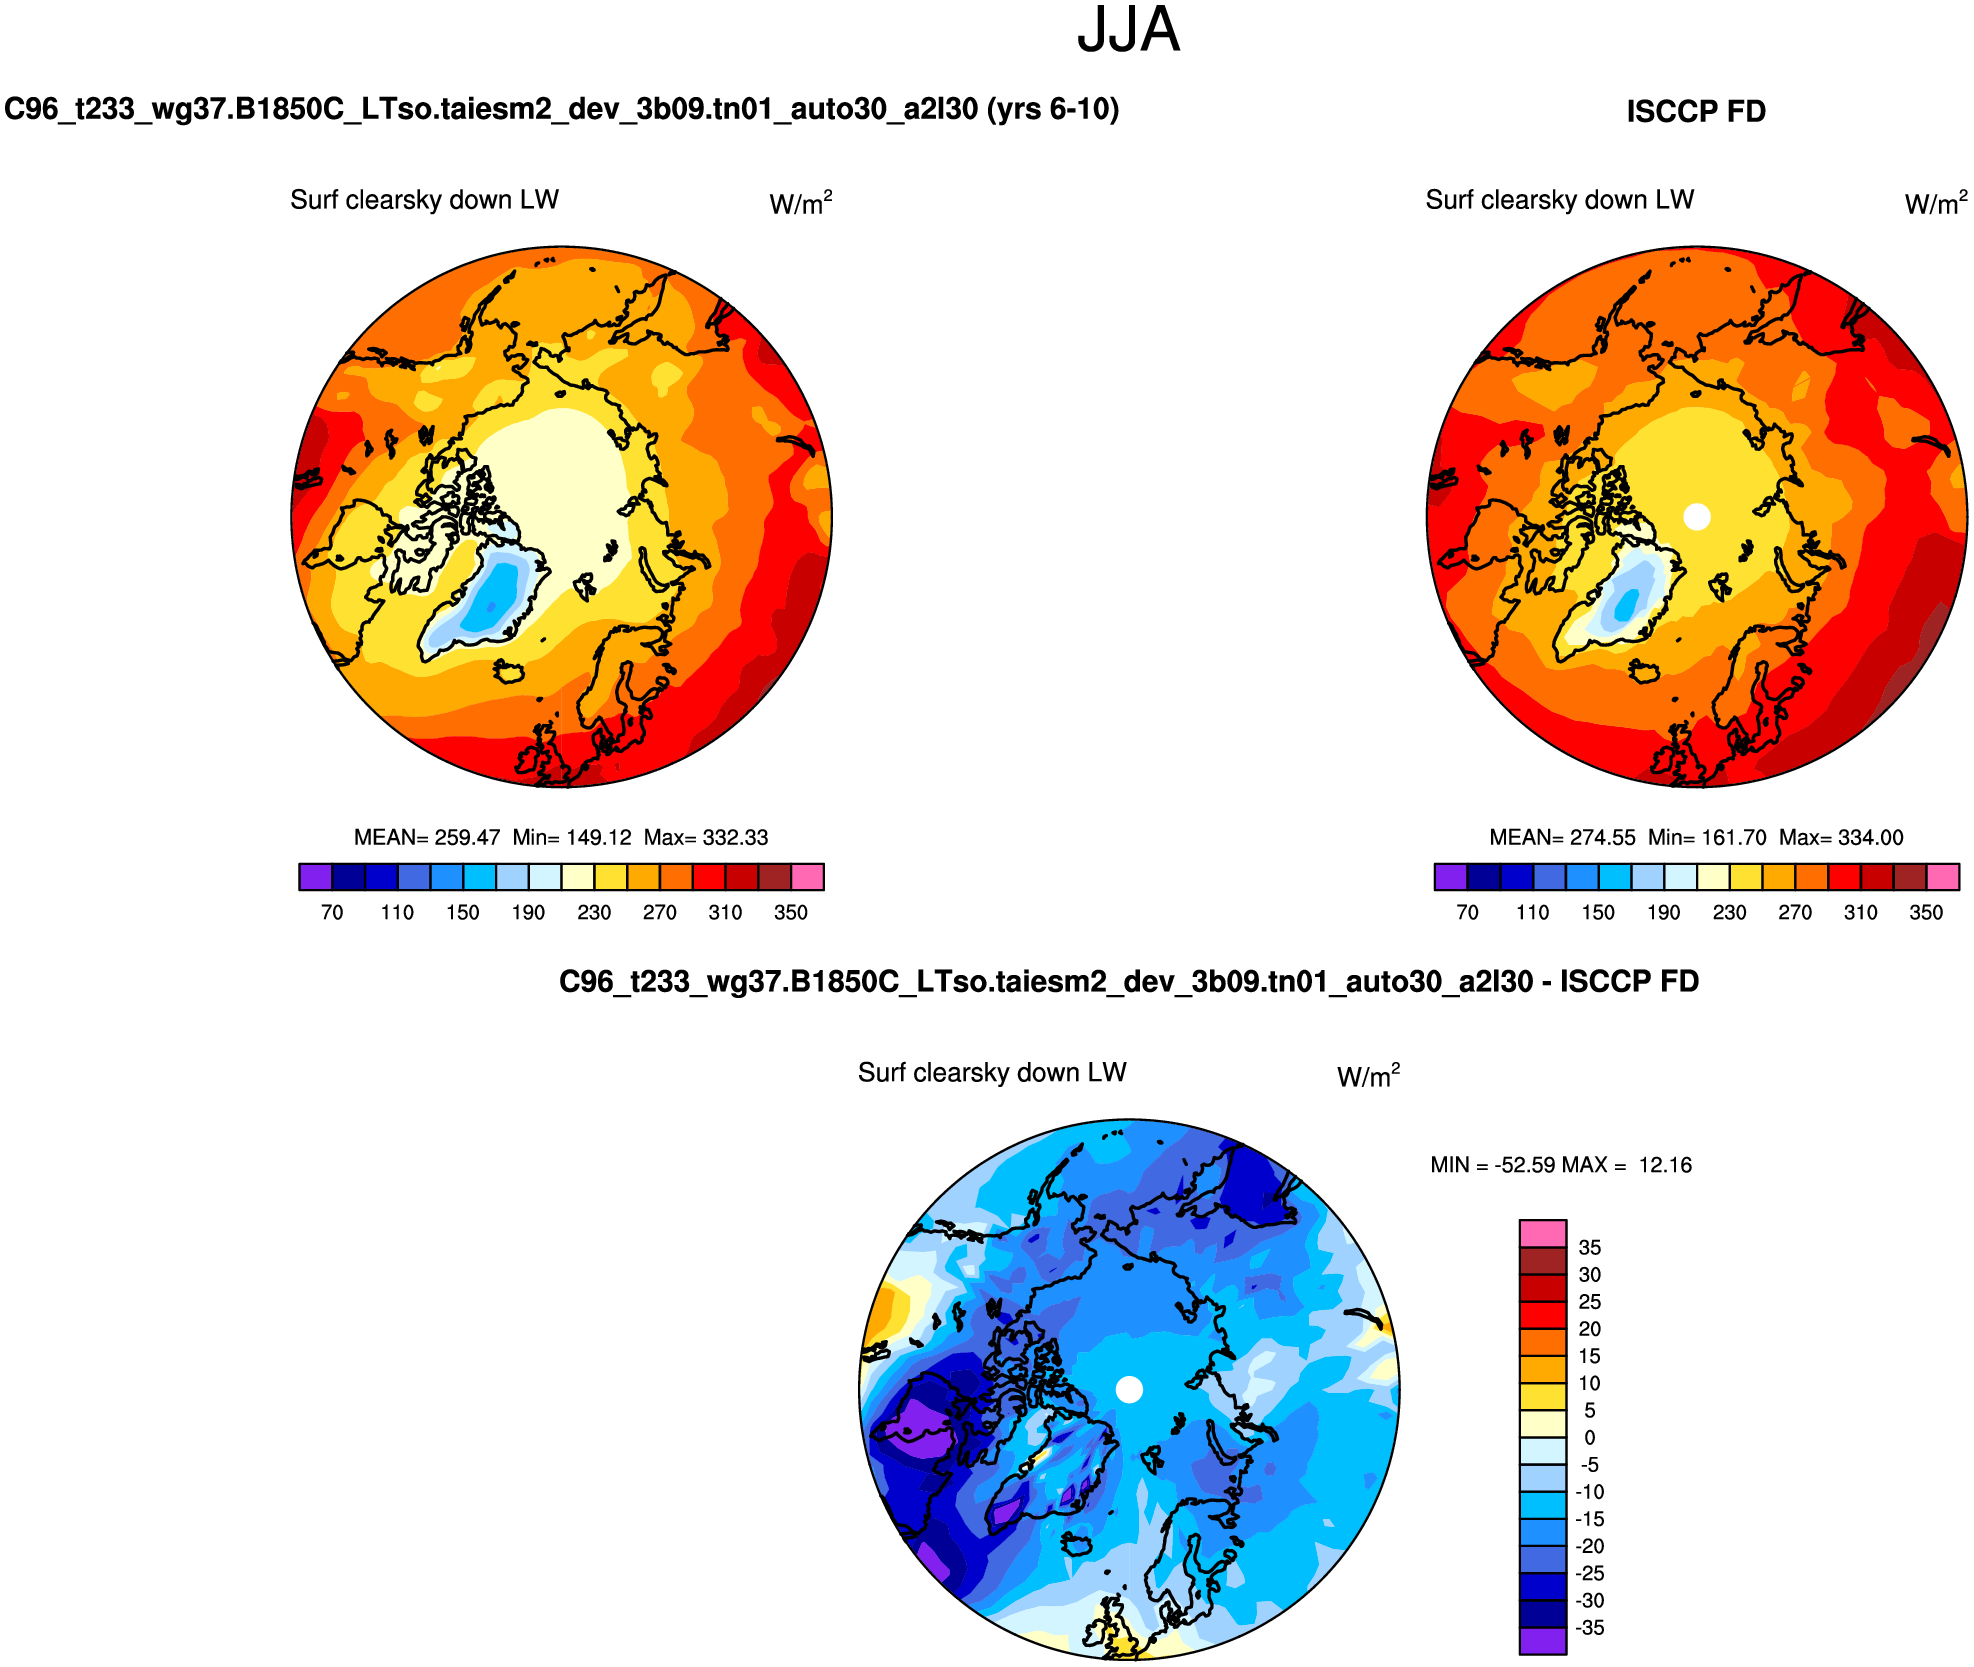 JJA
C96_t233_wg37.B1850C_LTso.taiesm2_dev_3b09.tn01_auto30_a2l30 (yrs 6-10)
ISCCP FD
Surf clearsky down LW W/m²
Surf clearsky down LW W/m²
MEAN= 259.47 Min= 149.12 Max= 332.33
70 110 150 190 230 270 310 350
MEAN= 274.55 Min= 161.70 Max= 334.00
70 110 150 190 230 270 310 350
C96_t233_wg37.B1850C_LTso.taiesm2_dev_3b09.tn01_auto30_a2l30 - ISCCP FD
Surf clearsky down LW W/m²
MIN = -52.59 MAX = 12.16
35
30
25
20
15
10
5
0
-5
-10
-15
-20
-25
-30
-35